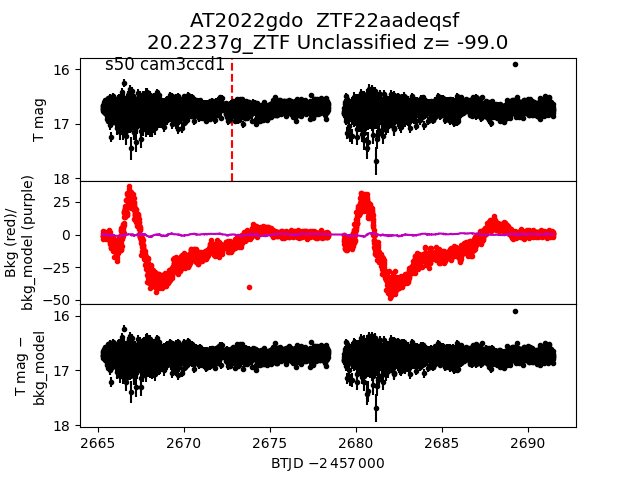 AT2022gdo  ZTF22aadeqsf
20.2237g_ZTF Unclassified z= -99.0
s50 cam3ccd1
T mag
16
17
18
Bkg (red)/
bkg_model (purple)
25
0
−25
−50
T mag −
bkg_model
16
17
18
2665
2670
2675
2680
2685
2690
BTJD −2 457 000